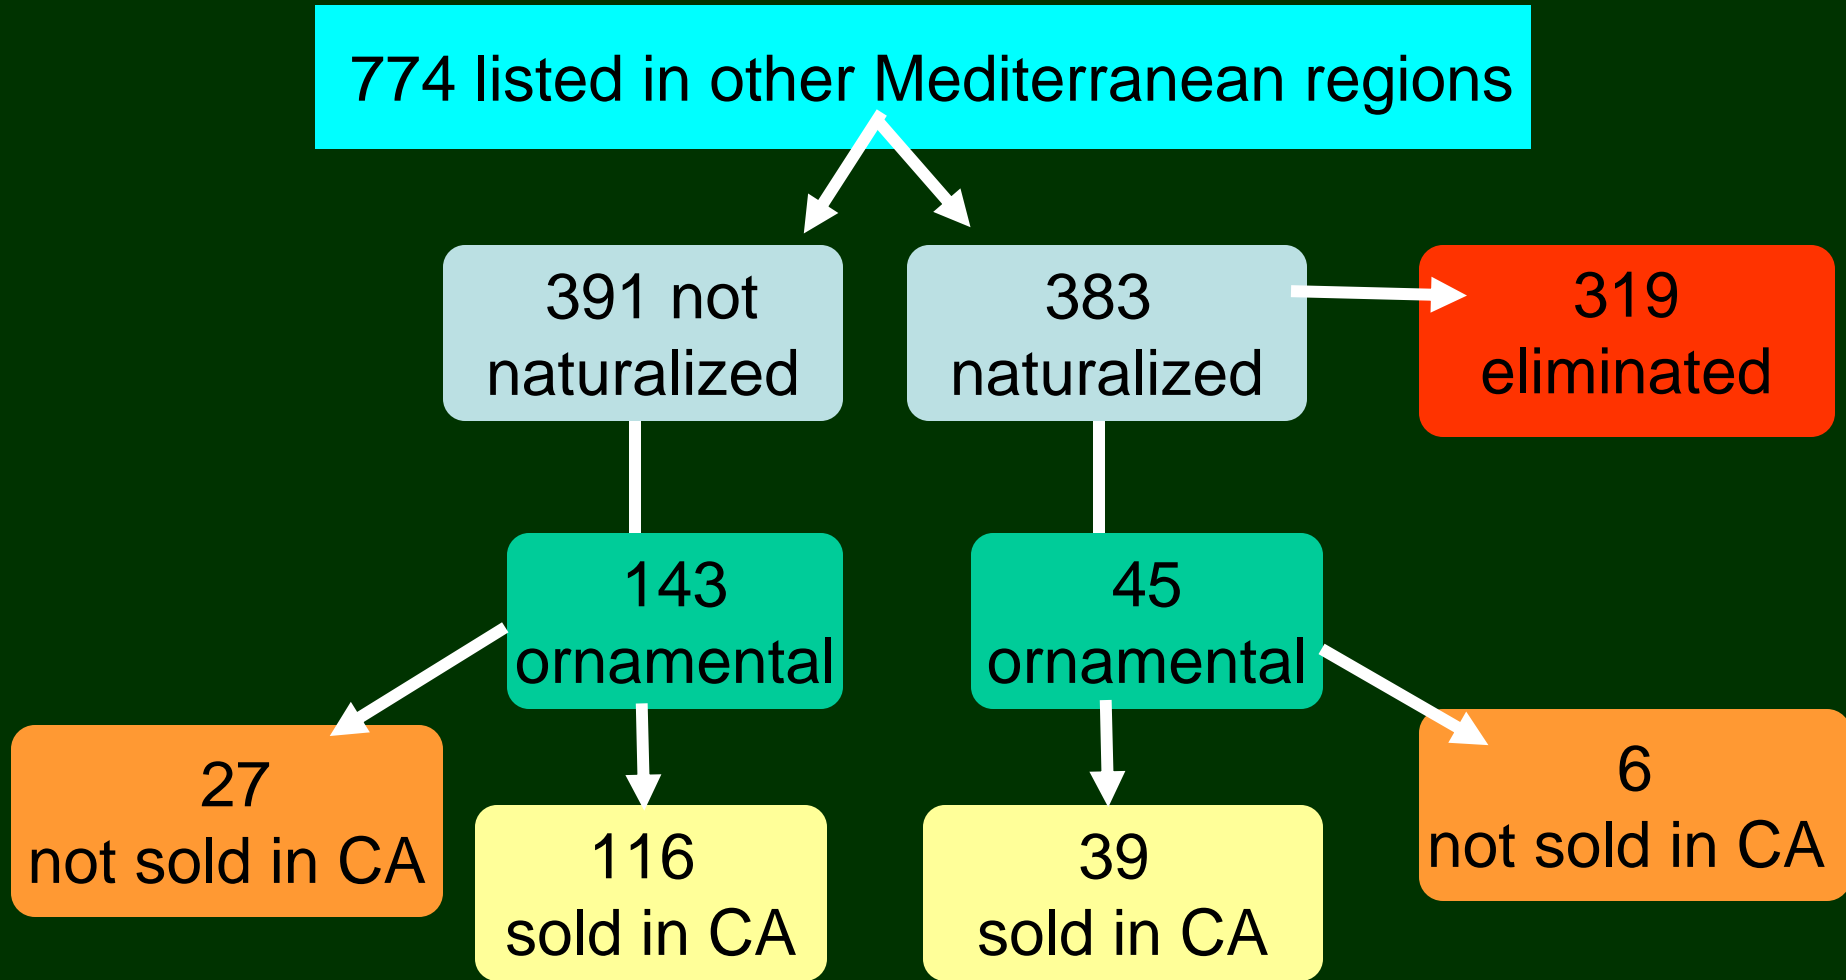 774 listed in other Mediterranean regions
391 not
naturalized
383
naturalized
319
eliminated
143
ornamental
45
ornamental
27
not sold in CA
116
sold in CA
39
sold in CA
6
not sold in CA